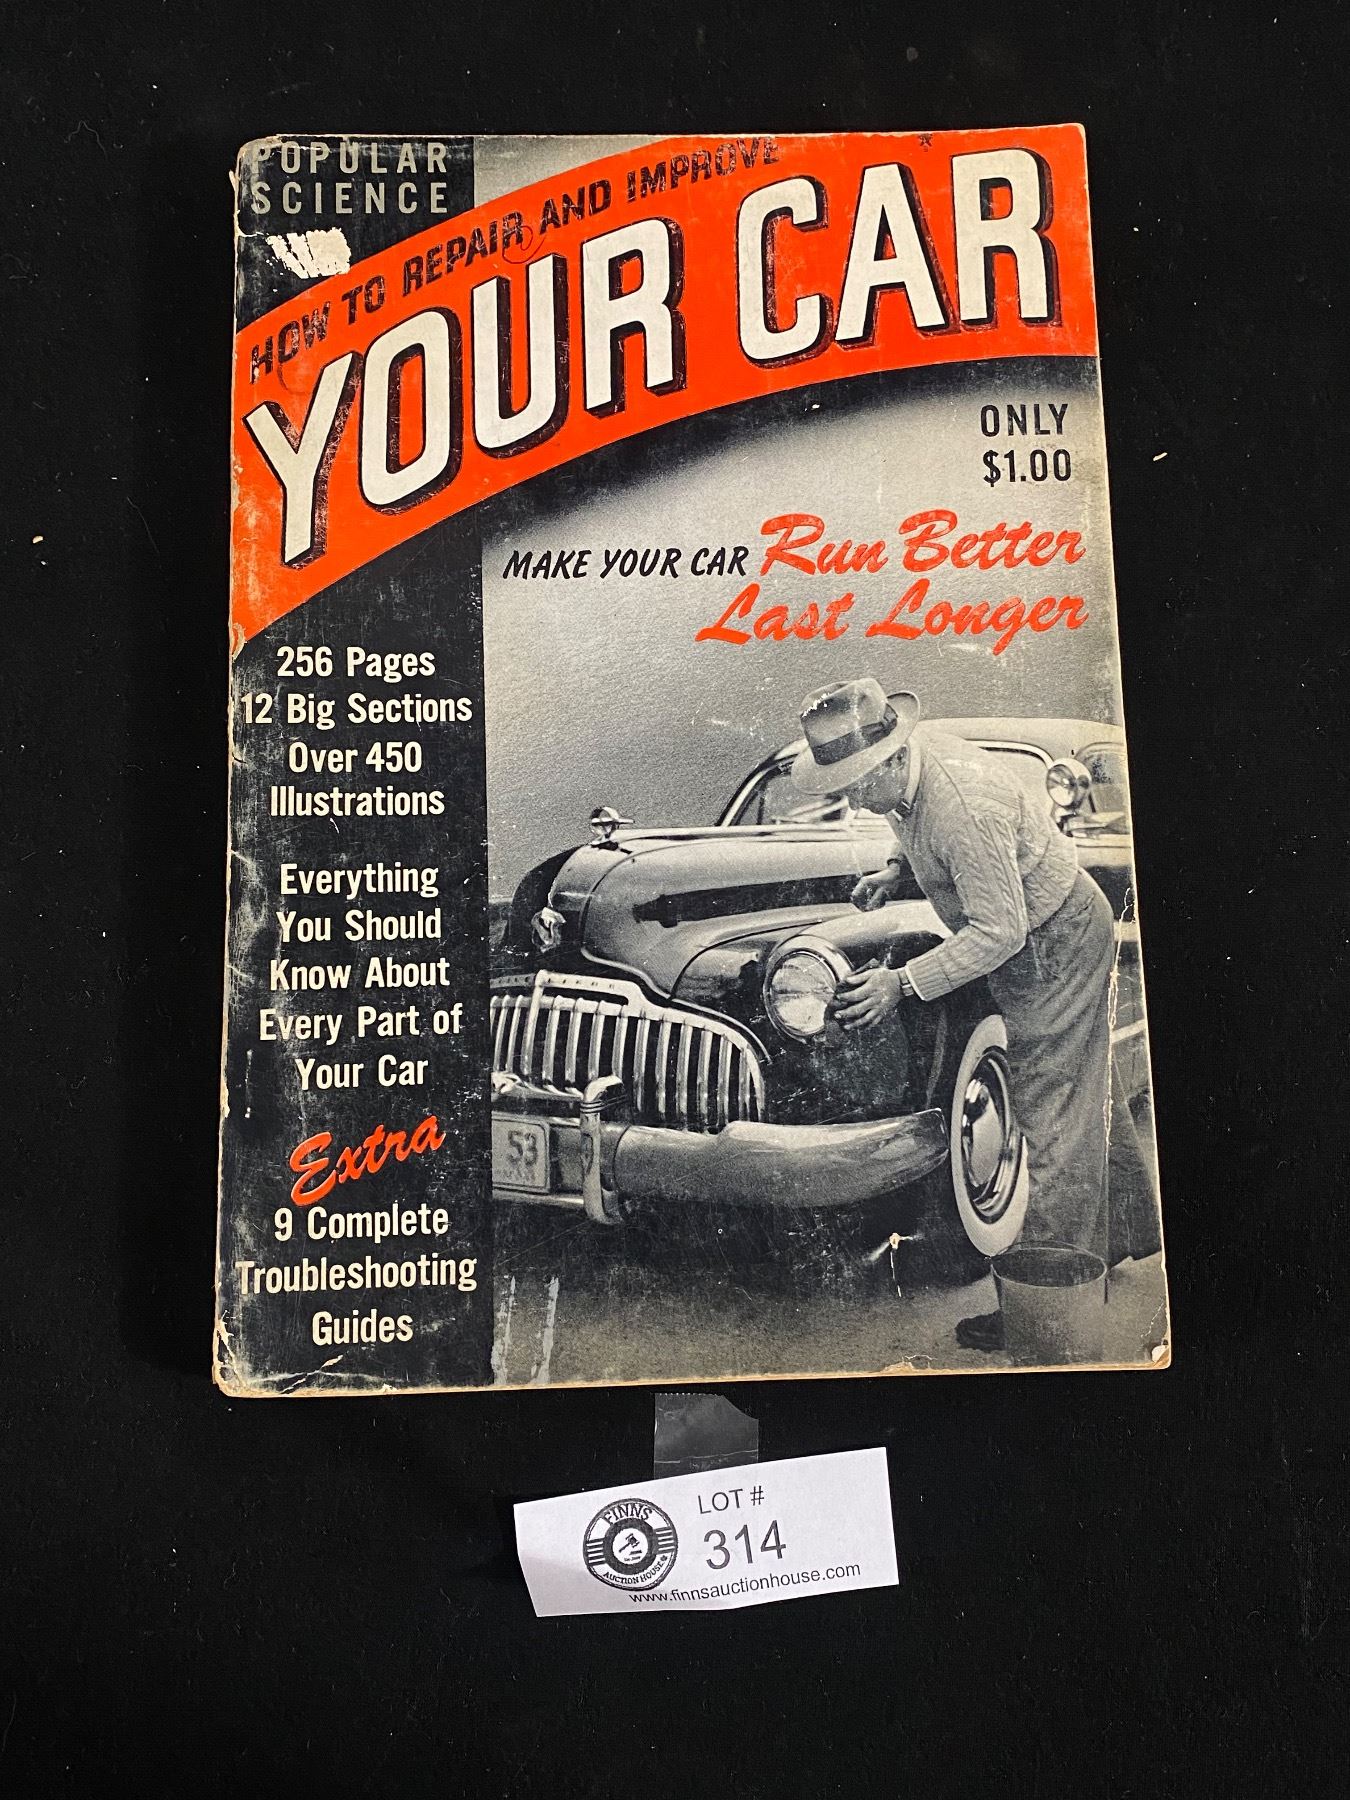 POPULAR
SCIENCE
HOW TO REPAIR AND IMPROVE
YOUR CAR
ONLY
$1.00
MAKE YOUR CAR Run Better
Last Longer
256 Pages
12 Big Sections
Over 450
Illustrations
Everything
You Should
Know About
Every Part of
Your Car
Extra
9 Complete
Troubleshooting
Guides
53
FINNS
AUCTION HOUSE
LOT #
314
www.finnsauctionhouse.com